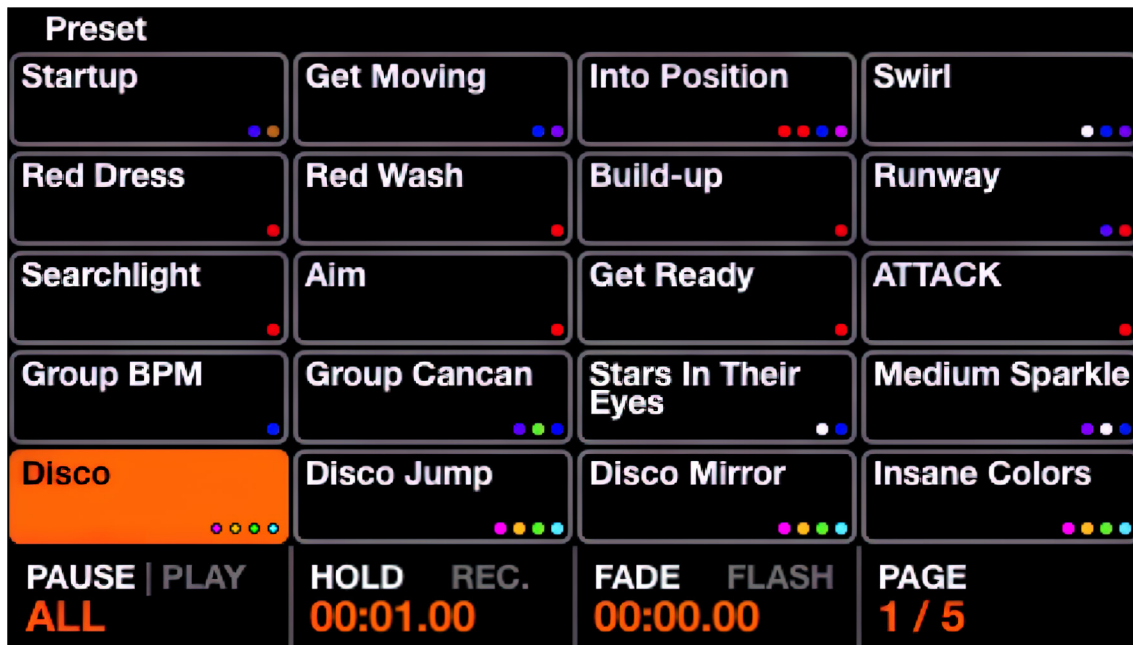 Preset
Startup
Get Moving
Into Position
Swirl
Red Dress
Red Wash
Build-up
Runway
Searchlight
Aim
Get Ready
ATTACK
Group BPM
Group Cancan
Stars In Their
Eyes
Medium Sparkle
Disco
Disco Jump
Disco Mirror
Insane Colors
PAUSE | PLAY
ALL
HOLD REC.
00:01.00
FADE FLASH
00:00.00
PAGE
1 / 5